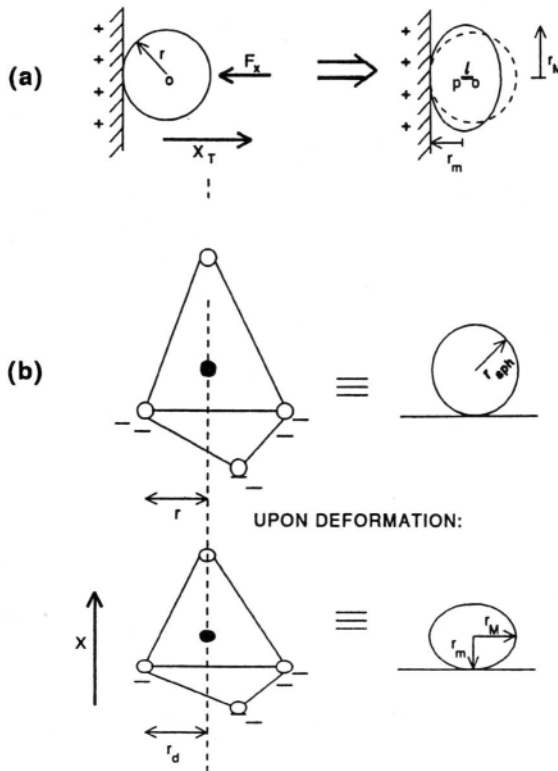 (a)
+
+
+
+
r
o
F_x
X_T
+
+
+
+
p l o
r_M
r_m
(b)
r_sph
— — — —
r
UPON DEFORMATION:
X
— — — —
r_M
r_m
r_d